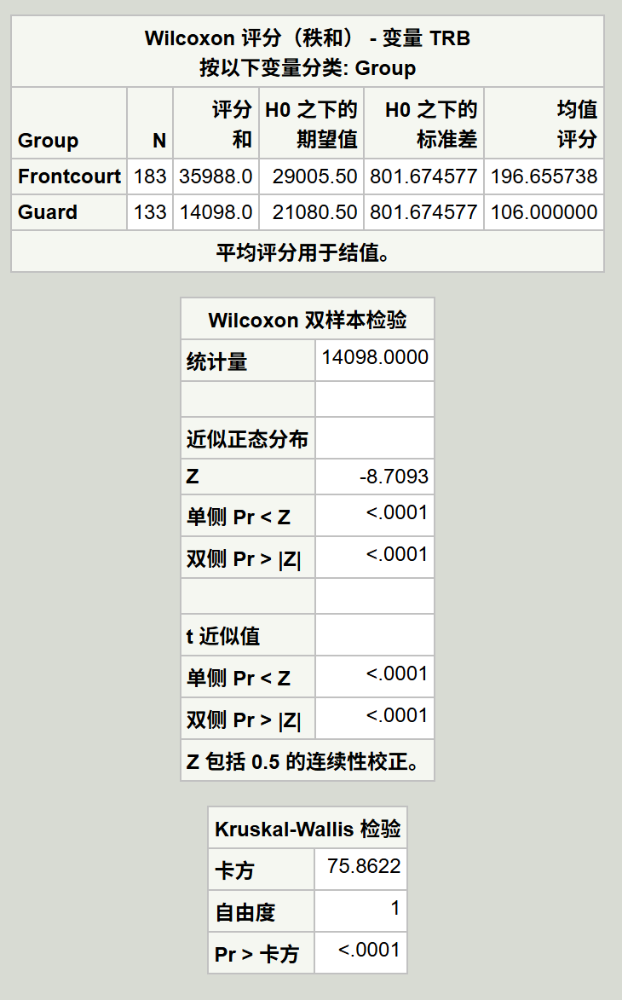 Wilcoxon 评分（秩和） - 变量 TRB
按以下变量分类: Group
Group N 评分和 H0 之下的期望值 H0 之下的标准差 均值评分
Frontcourt 183 35988.0 29005.50 801.674577 196.655738
Guard 133 14098.0 21080.50 801.674577 106.000000
平均评分用于结值。
Wilcoxon 双样本检验
统计量 14098.0000
近似正态分布
Z -8.7093
单侧 Pr < Z <.0001
双侧 Pr > |Z| <.0001
t 近似值
单侧 Pr < Z <.0001
双侧 Pr > |Z| <.0001
Z 包括 0.5 的连续性校正。
Kruskal-Wallis 检验
卡方 75.8622
自由度 1
Pr > 卡方 <.0001